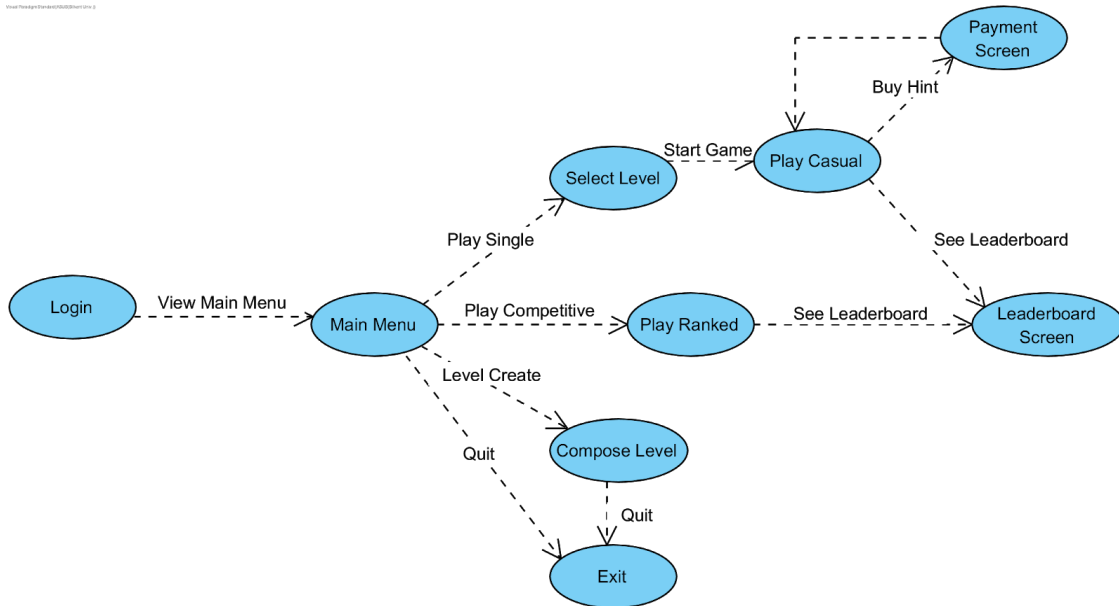 Payment
Screen
Buy Hint
Start Game
Play Casual
Select Level
Play Single
See Leaderboard
Login
View Main Menu
Main Menu
Play Competitive
Play Ranked
See Leaderboard
Leaderboard
Screen
Level Create
Quit
Compose Level
Quit
Exit